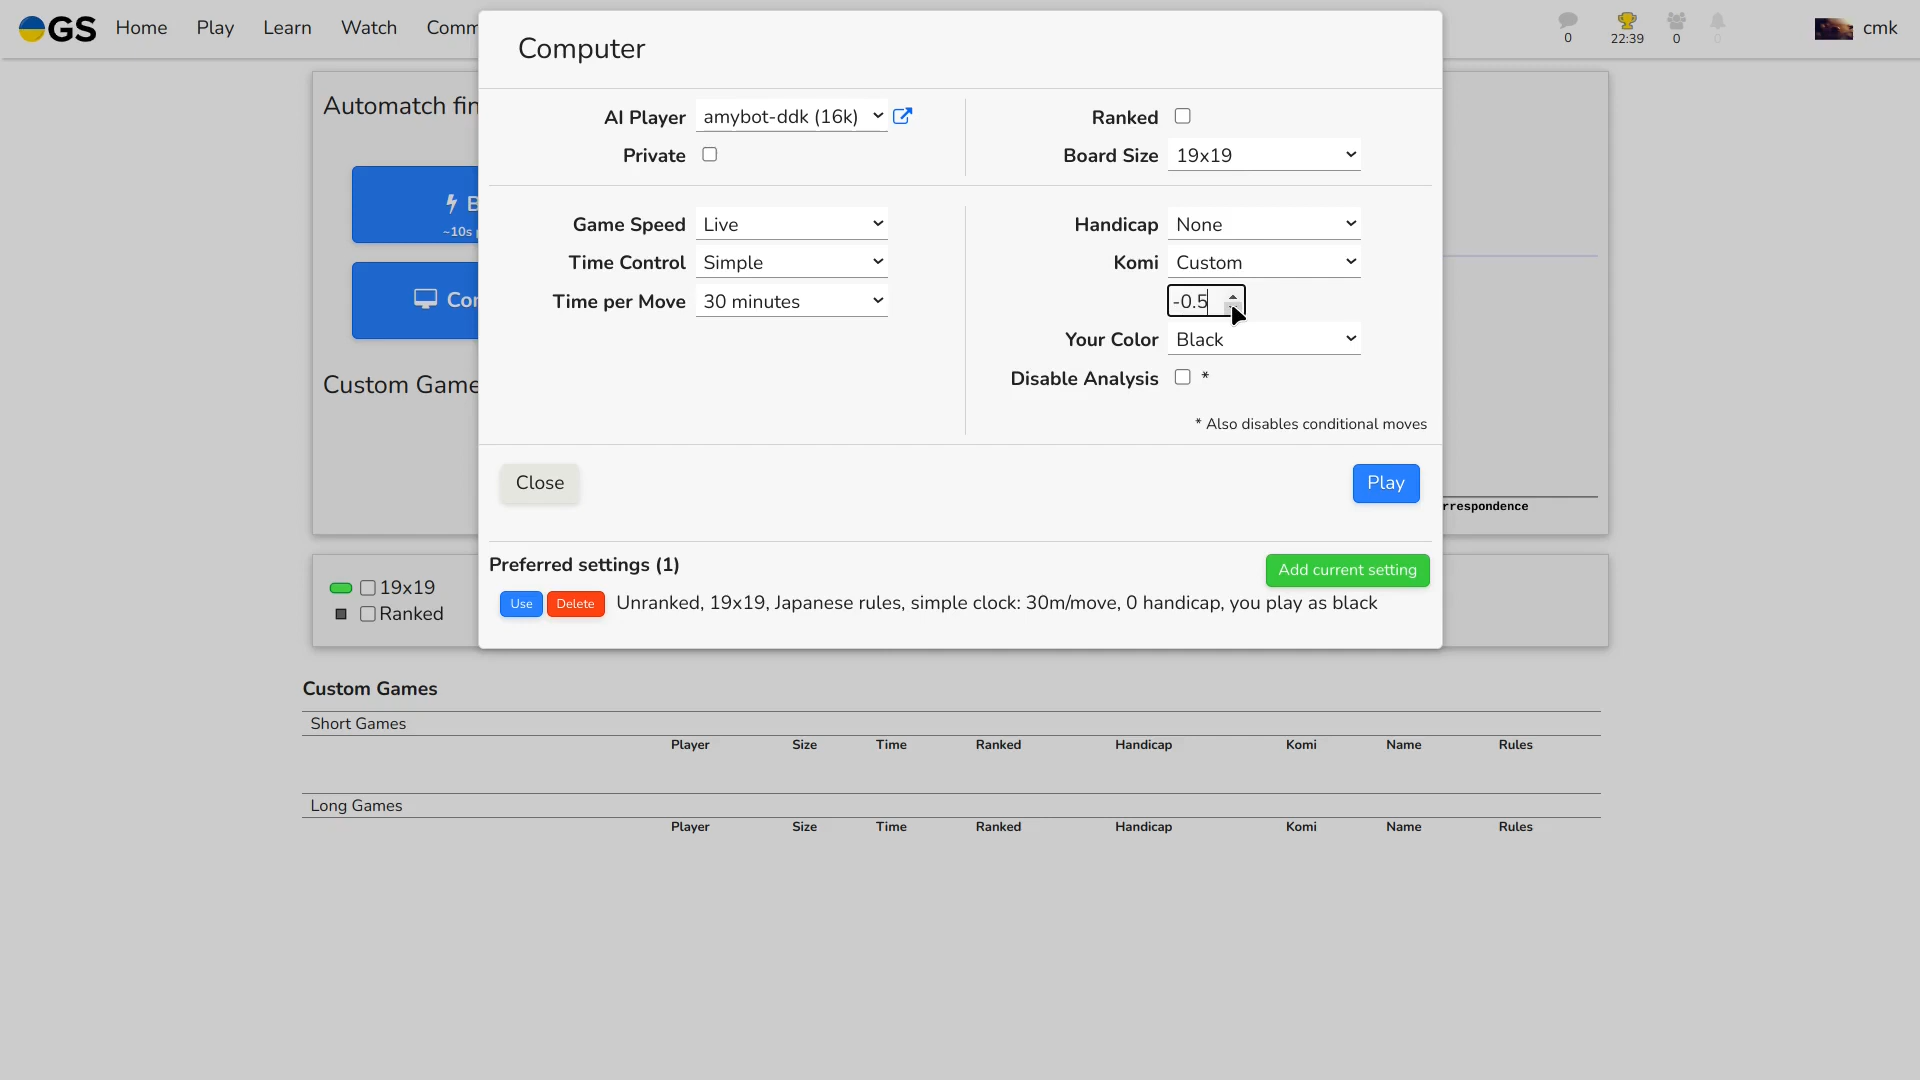 GS Home Play Learn Watch Comm
0 22:39 0 0 cmk
Computer
Automatch fin
AI Player amybot-ddk (16k)
Private
Ranked
Board Size 19x19
B
~10s p
Game Speed Live
Time Control Simple
Time per Move 30 minutes
Handicap None
Komi Custom
-0.5
Your Color Black
Disable Analysis *
* Also disables conditional moves
Com
Custom Game
Close
Play
rrespondence
Preferred settings (1)
Add current setting
Use Delete Unranked, 19x19, Japanese rules, simple clock: 30m/move, 0 handicap, you play as black
19x19
Ranked
Custom Games
Short Games
Player Size Time Ranked Handicap Komi Name Rules
Long Games
Player Size Time Ranked Handicap Komi Name Rules